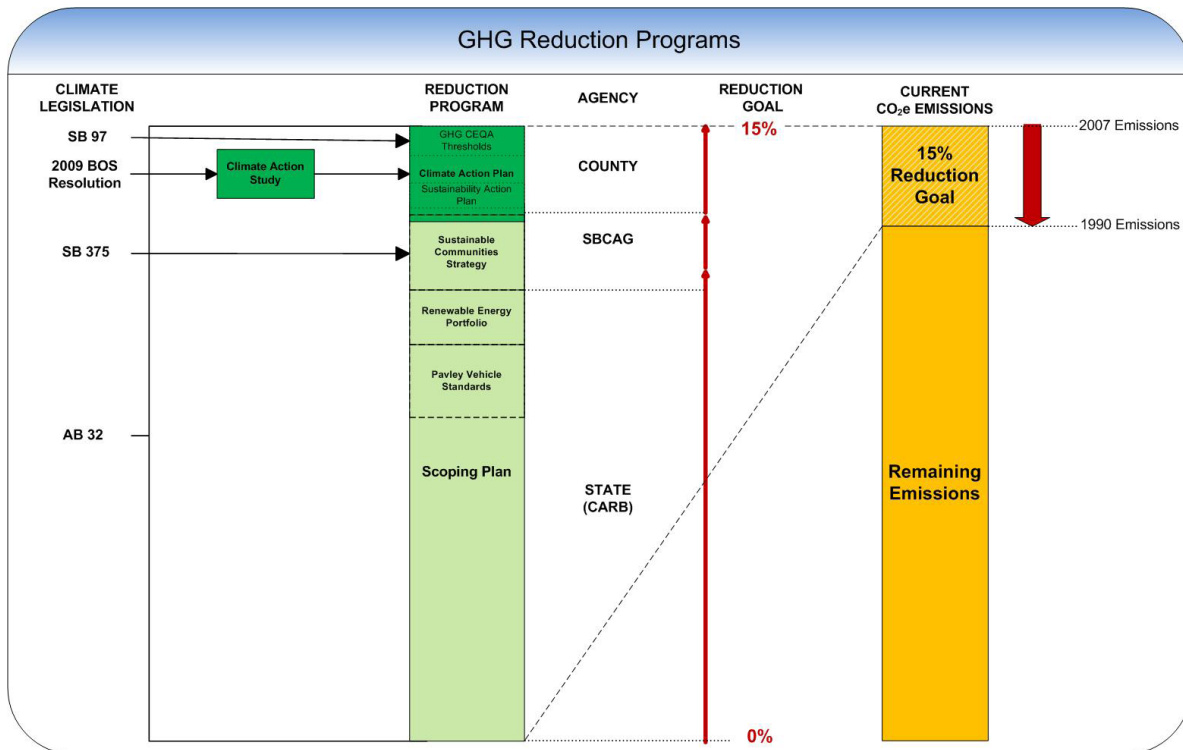 GHG Reduction Programs
CLIMATE
LEGISLATION
REDUCTION
PROGRAM
AGENCY
REDUCTION
GOAL
CURRENT
CO₂e EMISSIONS
SB 97
2009 BOS
Resolution
SB 375
AB 32
Climate Action
Study
GHG CEQA
Thresholds
Climate Action Plan
Sustainability Action
Plan
Sustainable
Communities
Strategy
Renewable Energy
Portfolio
Pavley Vehicle
Standards
Scoping Plan
COUNTY
SBCAG
STATE
(CARB)
15%
0%
15%
Reduction
Goal
Remaining
Emissions
2007 Emissions
1990 Emissions